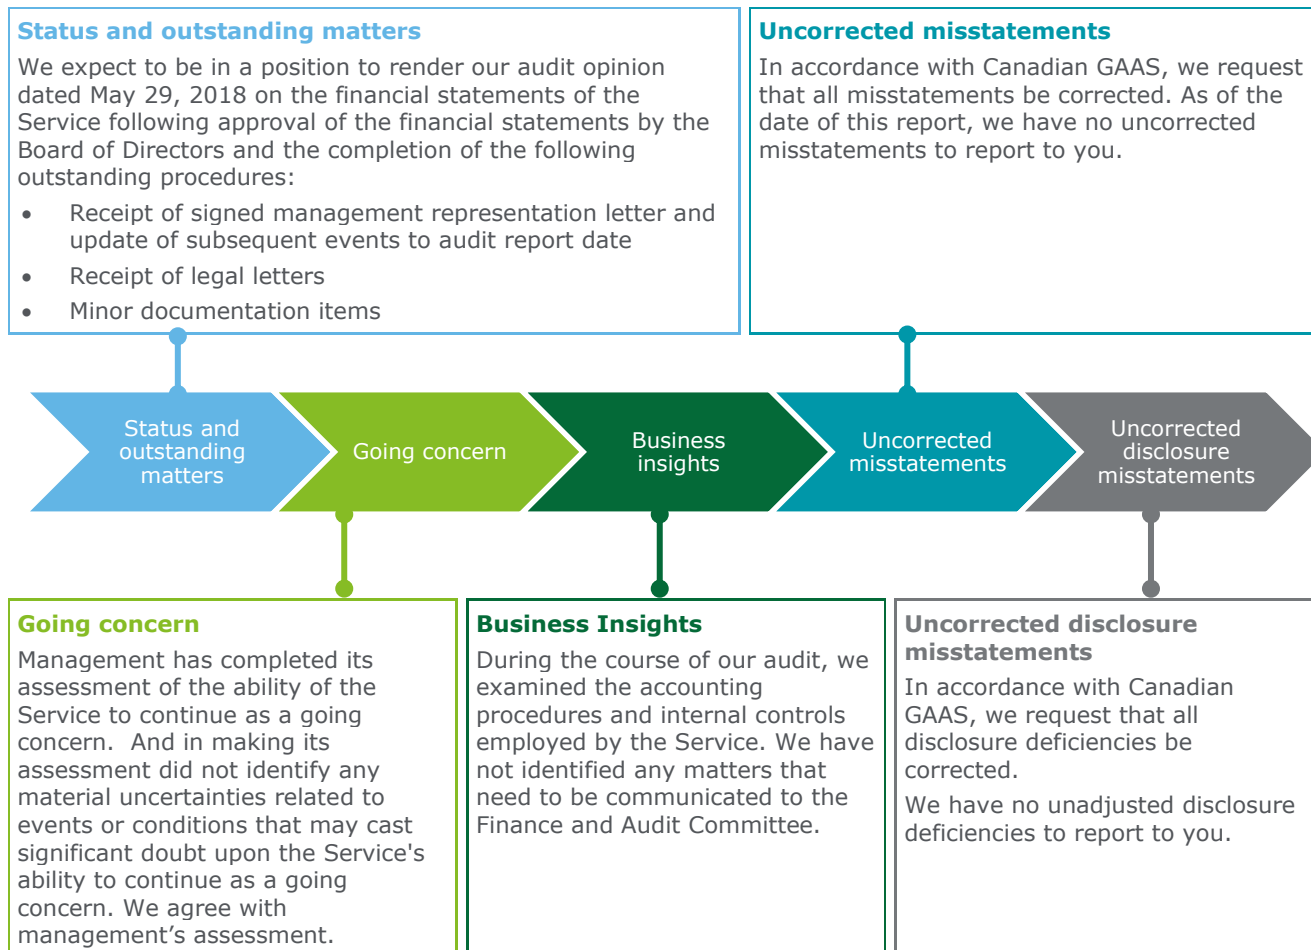 Status and outstanding matters
We expect to be in a position to render our audit opinion
dated May 29, 2018 on the financial statements of the
Service following approval of the financial statements by the
Board of Directors and the completion of the following
outstanding procedures:
• Receipt of signed management representation letter and
update of subsequent events to audit report date
• Receipt of legal letters
• Minor documentation items
Uncorrected misstatements
In accordance with Canadian GAAS, we request
that all misstatements be corrected. As of the
date of this report, we have no uncorrected
misstatements to report to you.
Status and
outstanding
matters
Going concern
Business
insights
Uncorrected
misstatements
Uncorrected
disclosure
misstatements
Going concern
Management has completed its
assessment of the ability of the
Service to continue as a going
concern.  And in making its
assessment did not identify any
material uncertainties related to
events or conditions that may cast
significant doubt upon the Service's
ability to continue as a going
concern. We agree with
management’s assessment.
Business Insights
During the course of our audit, we
examined the accounting
procedures and internal controls
employed by the Service. We have
not identified any matters that
need to be communicated to the
Finance and Audit Committee.
Uncorrected disclosure
misstatements
In accordance with Canadian
GAAS, we request that all
disclosure deficiencies be
corrected.
We have no unadjusted disclosure
deficiencies to report to you.